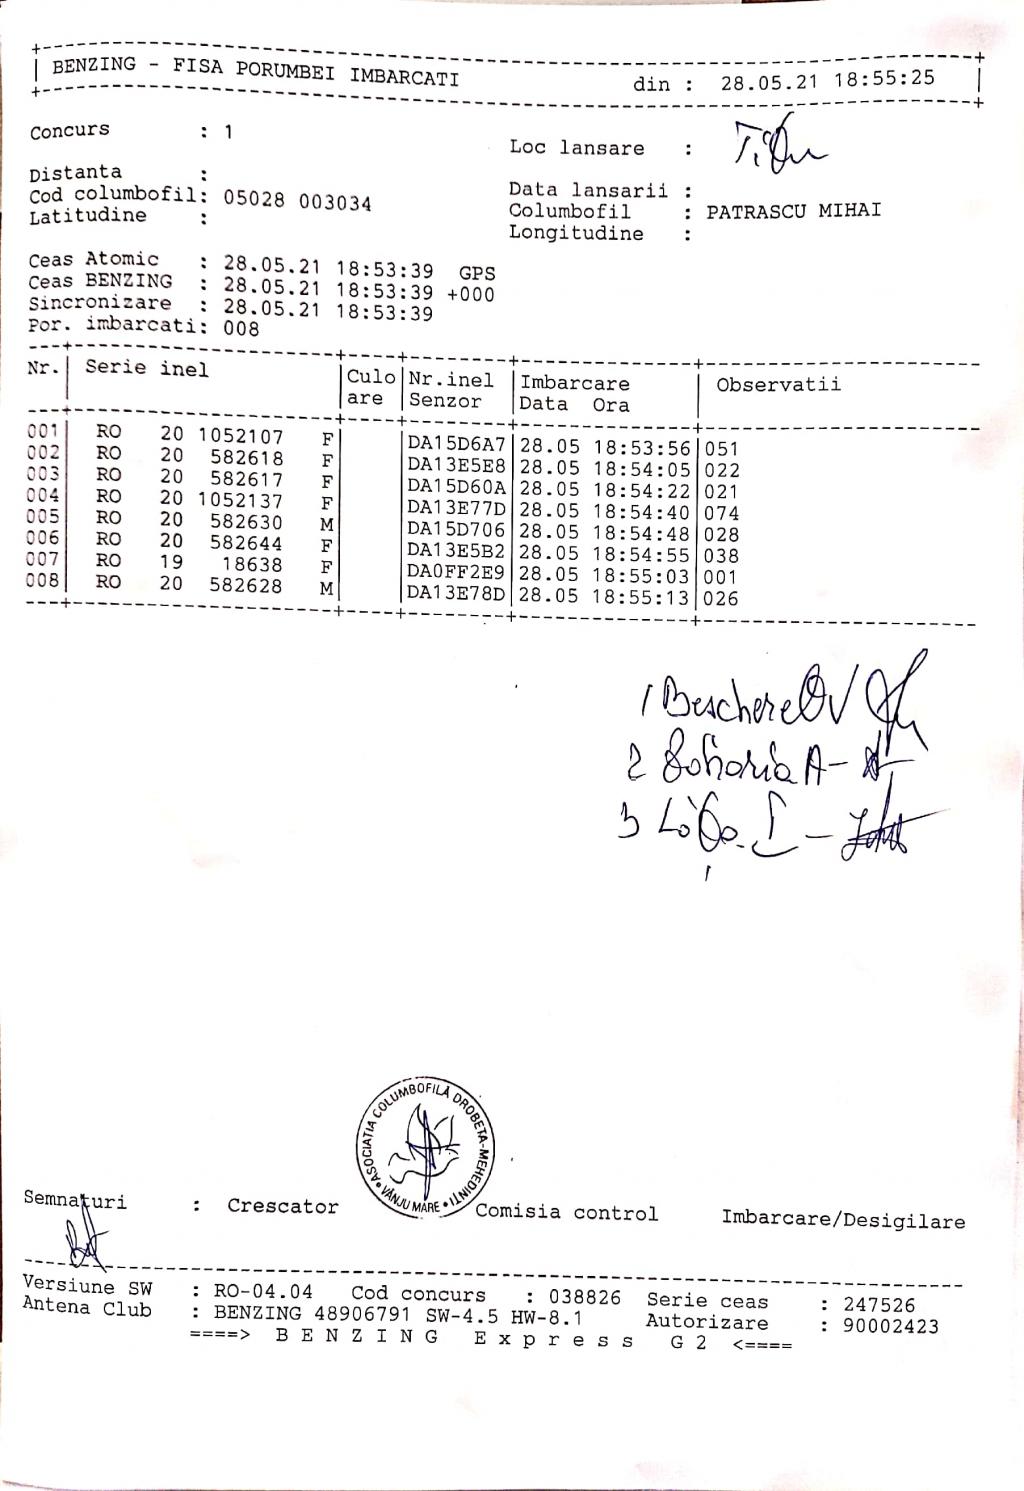 BENZING - FISA PORUMBEI IMBARCATI din : 28.05.21 18:55:25
Concurs : 1
Loc lansare :
Distanta :
Data lansarii :
Cod columbofil: 05028 003034
Columbofil : PATRASCU MIHAI
Latitudine :
Longitudine :
Ceas Atomic : 28.05.21 18:53:39 GPS
Ceas BENZING : 28.05.21 18:53:39 +000
Sincronizare : 28.05.21 18:53:39
Por. imbarcati: 008
Nr. Serie inel Culo Nr.inel Imbarcare Observatii
are Senzor Data Ora
001 RO 20 1052107 F DA15D6A7 28.05 18:53:56 051
002 RO 20 582618 F DA13E5E8 28.05 18:54:05 022
003 RO 20 582617 F DA15D60A 28.05 18:54:22 021
004 RO 20 1052137 F DA13E77D 28.05 18:54:40 074
005 RO 20 582630 M DA15D706 28.05 18:54:48 028
006 RO 20 582644 F DA13E5B2 28.05 18:54:55 038
007 RO 19 18638 F DA0FF2E9 28.05 18:55:03 001
008 RO 20 582628 M DA13E78D 28.05 18:55:13 026
1
2 A -
3
ASOCIATIA COLUMBOFILĂ DROBETA-MEHEDINȚI • VÂNJU MARE •
Semnaturi : Crescator Comisia control Imbarcare/Desigilare
Versiune SW : RO-04.04 Cod concurs : 038826 Serie ceas : 247526
Antena Club : BENZING 48906791 SW-4.5 HW-8.1 Autorizare : 90002423
====> B E N Z I N G E x p r e s s G 2 <====